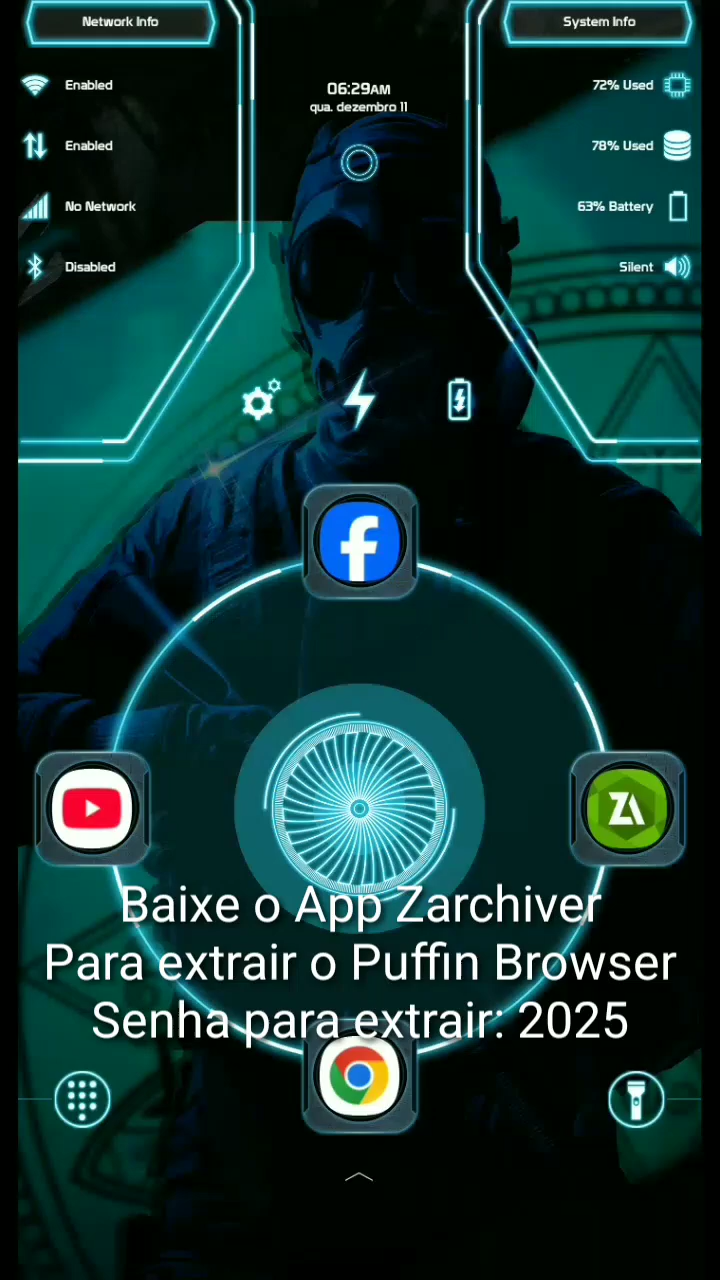 Network Info
System Info
Enabled
72% Used
06:29AM
qua. dezembro 11
Enabled
78% Used
No Network
63% Battery
Disabled
Silent
f
ZA
Baixe o App Zarchiver
Para extrair o Puffin Browser
Senha para extrair: 2025